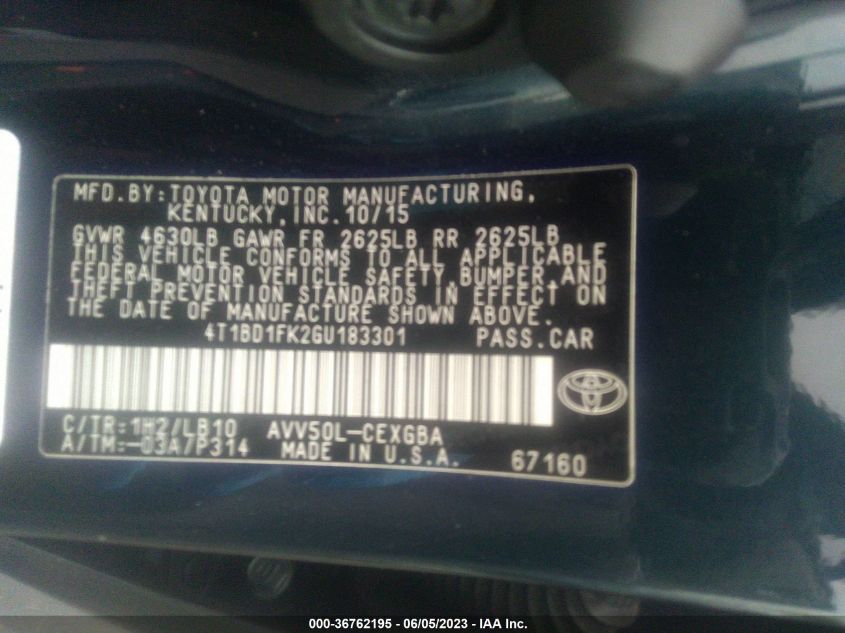 MFD.BY:TOYOTA MOTOR MANUFACTURING,
KENTUCKY,INC.10/15
GVWR 4630LB GAWR FR 2625LB RR 2625LB
THIS VEHICLE CONFORMS TO ALL APPLICABLE
FEDERAL MOTOR VEHICLE SAFETY,BUMPER,AND
THEFT PREVENTION STANDARDS IN EFFECT ON
THE DATE OF MANUFACTURE SHOWN ABOVE.
4T1BD1FK2GU183301 PASS.CAR
C/TR:1H2/LB10 AVV50L-CEXGBA
A/TM:-03A7P314 MADE IN U.S.A. 67160
000-36762195 - 06/05/2023 - IAA Inc.